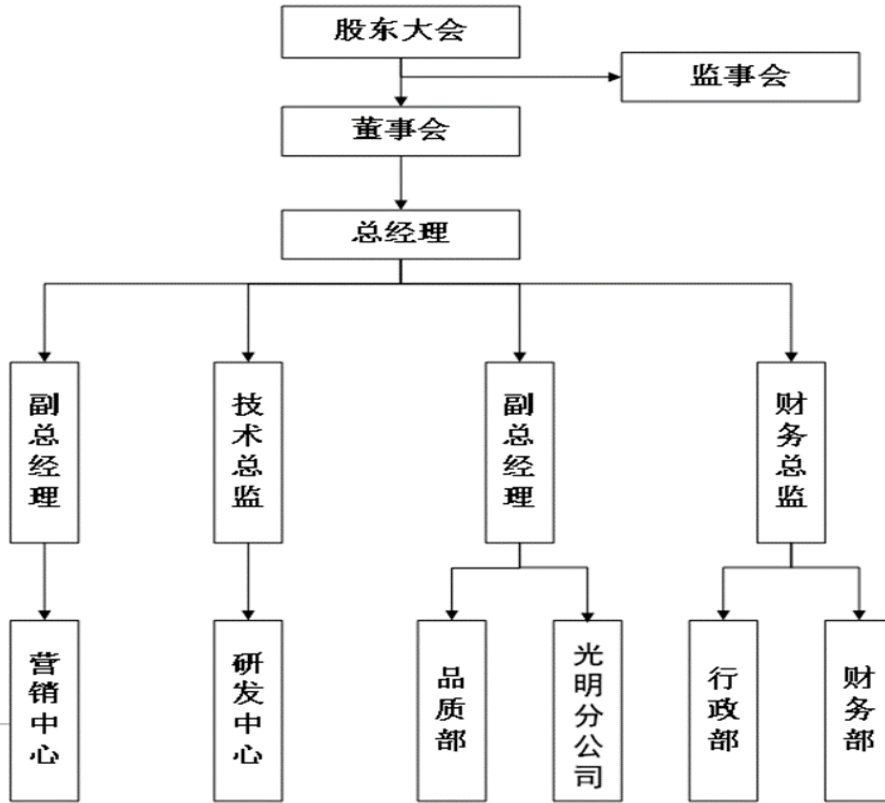 股东大会
监事会
董事会
总经理
副总经理
技术总监
副总经理
财务总监
营销中心
研发中心
品质部
光明分公司
行政部
财务部